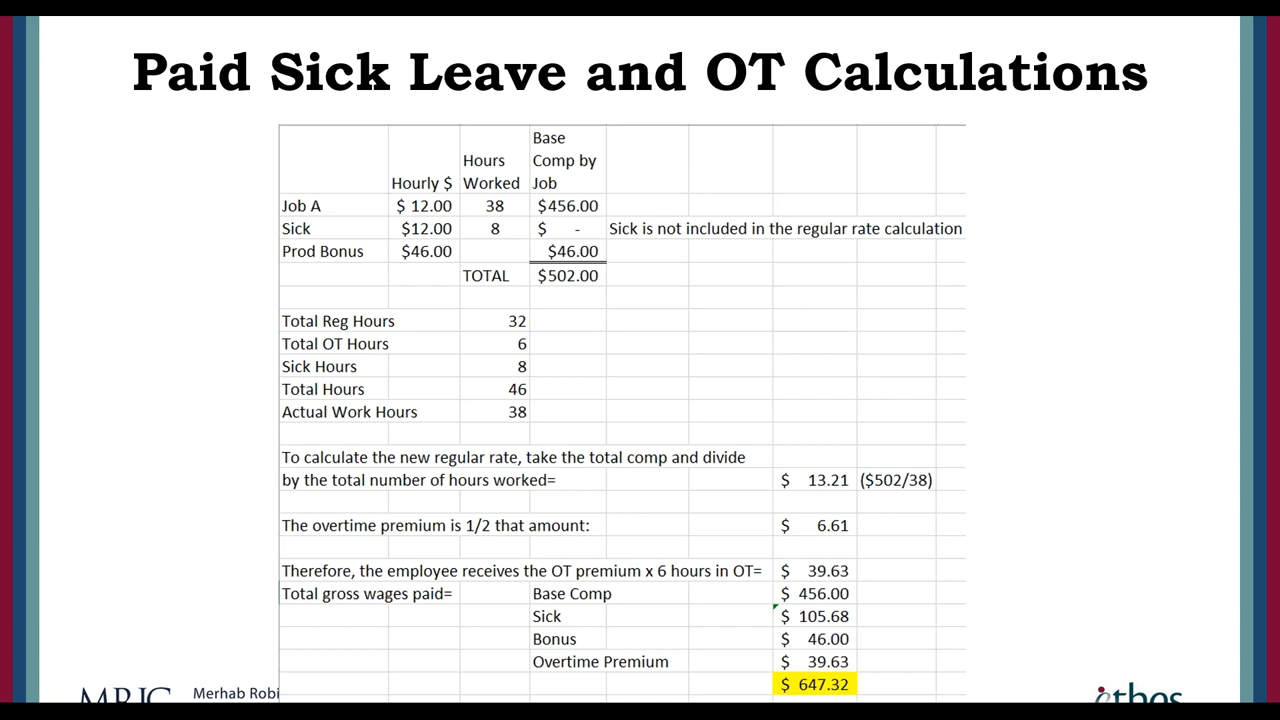 Paid Sick Leave and OT Calculations
Base
Hours Comp by
Hourly $ Worked Job
Job A $ 12.00 38 $456.00
Sick $12.00 8 $ - Sick is not included in the regular rate calculation
Prod Bonus $46.00 $46.00
TOTAL $502.00
Total Reg Hours 32
Total OT Hours 6
Sick Hours 8
Total Hours 46
Actual Work Hours 38
To calculate the new regular rate, take the total comp and divide
by the total number of hours worked= $ 13.21 ($502/38)
The overtime premium is 1/2 that amount: $ 6.61
Therefore, the employee receives the OT premium x 6 hours in OT= $ 39.63
Total gross wages paid= Base Comp $ 456.00
Sick $ 105.68
Bonus $ 46.00
Overtime Premium $ 39.63
$ 647.32
Merhab Robi
ethos